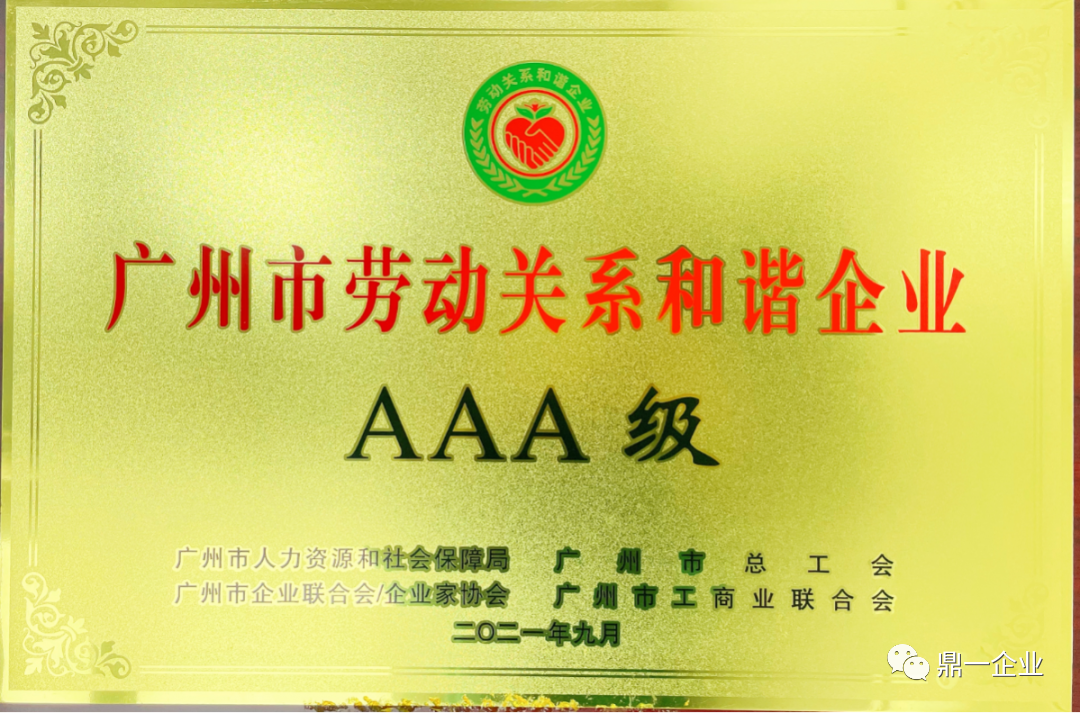 劳动关系和谐企业
广州市劳动关系和谐企业
AAA级
广州市人力资源和社会保障局 广州市总工会
广州市企业联合会/企业家协会 广州市工商业联合会
二〇二一年九月
鼎一企业